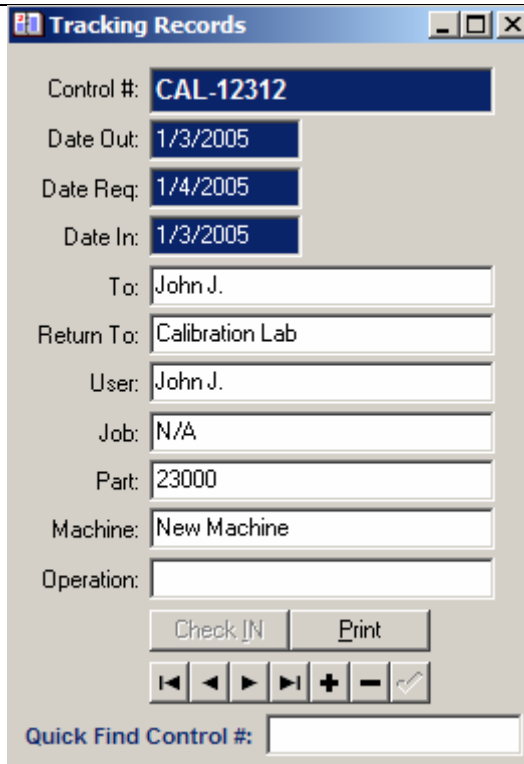 Tracking Records
Control #: CAL-12312
Date Out: 1/3/2005
Date Req: 1/4/2005
Date In: 1/3/2005
To: John J.
Return To: Calibration Lab
User: John J.
Job: N/A
Part: 23000
Machine: New Machine
Operation:
Check IN Print
Quick Find Control #: